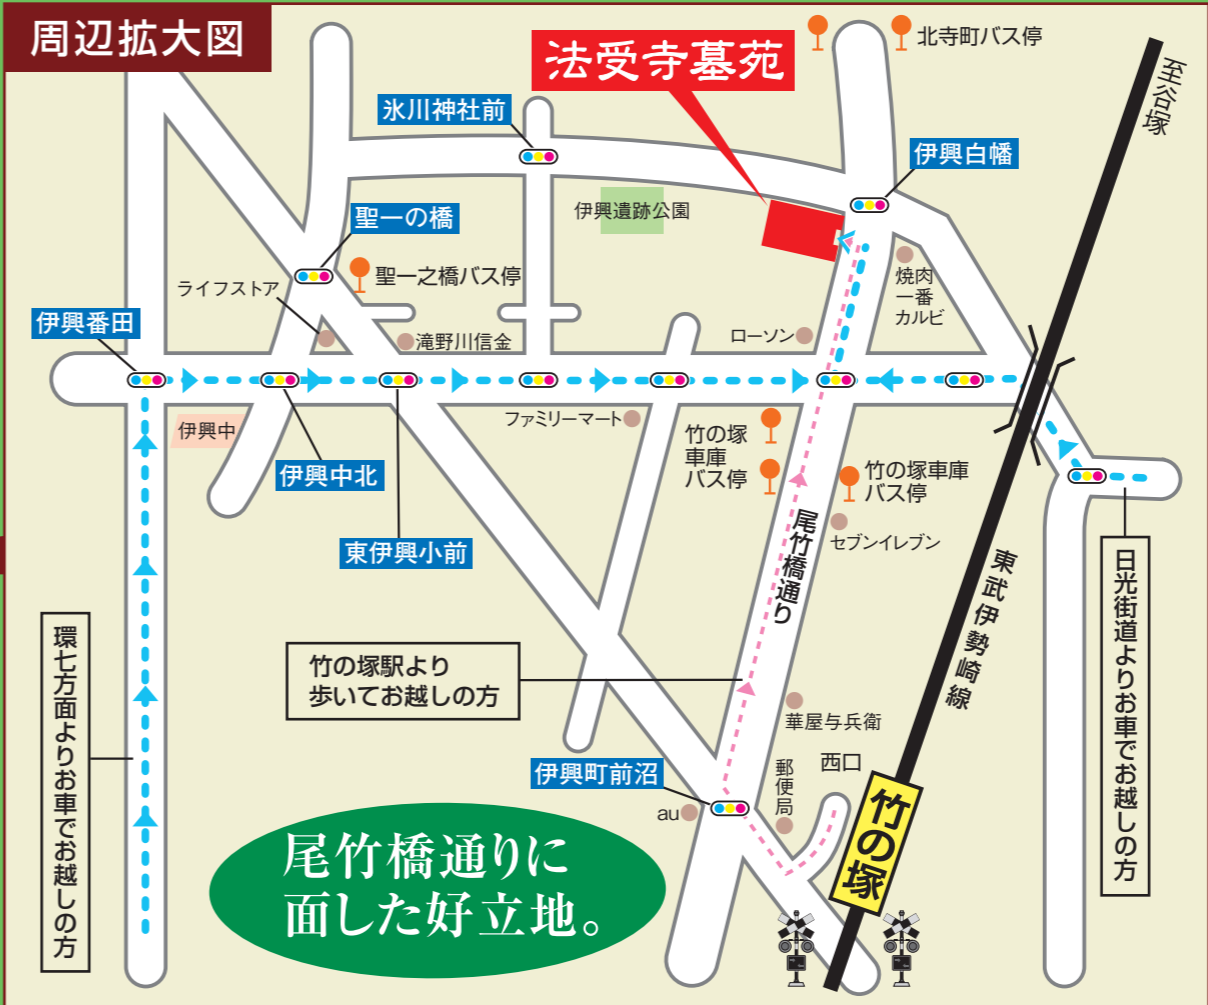 周辺拡大図
法受寺墓苑
北寺町バス停
至谷塚
氷川神社前
伊興白幡
伊興遺跡公園
聖一の橋
聖一之橋バス停
ライフストア
焼肉
一番
カルビ
伊興番田
滝野川信金
ローソン
伊興中
ファミリーマート
竹の塚
車庫
バス停
竹の塚車庫
バス停
伊興中北
東伊興小前
尾竹橋通り
セブンイレブン
東武伊勢崎線
日光街道よりお車でお越しの方
環七方面よりお車でお越しの方
竹の塚駅より
歩いてお越しの方
華屋与兵衛
西口
伊興町前沼
郵便局
au
竹の塚
尾竹橋通りに
面した好立地。